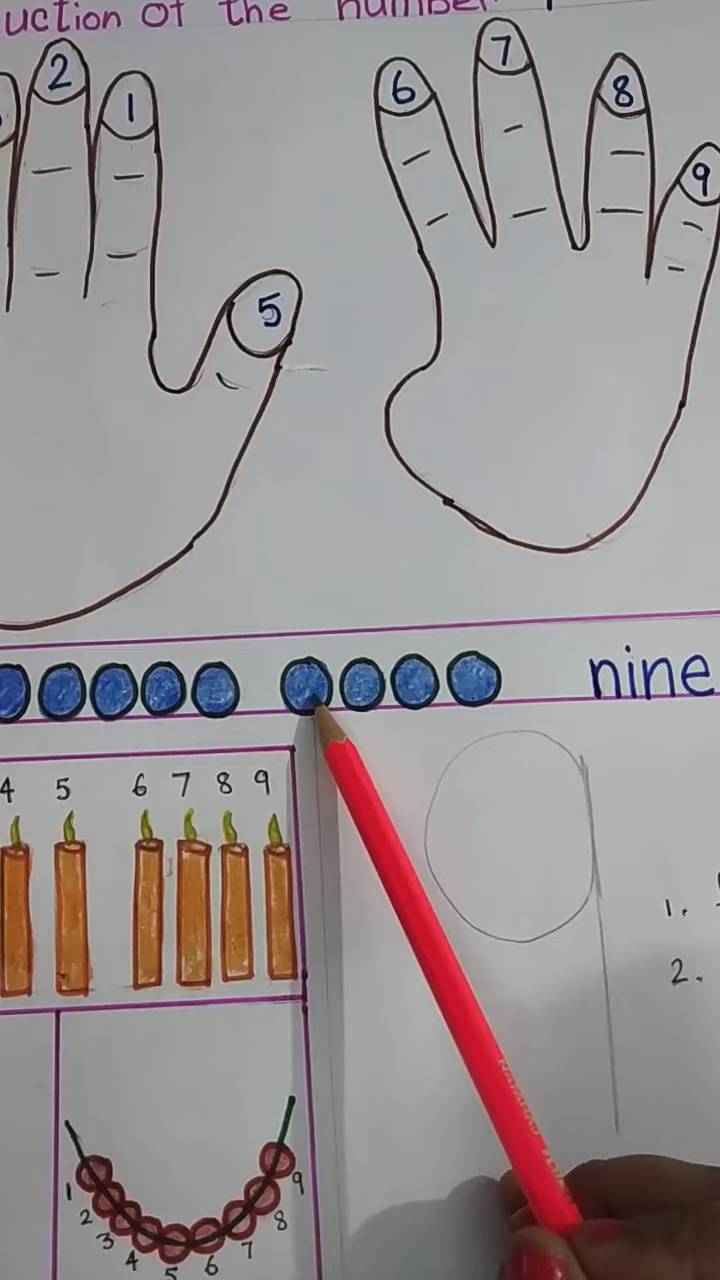 uction of the number
2 1 6 7 8 9
5
nine
4 5 6 7 8 9
1.
2.
1 2 3 4 5 6 7 8 9